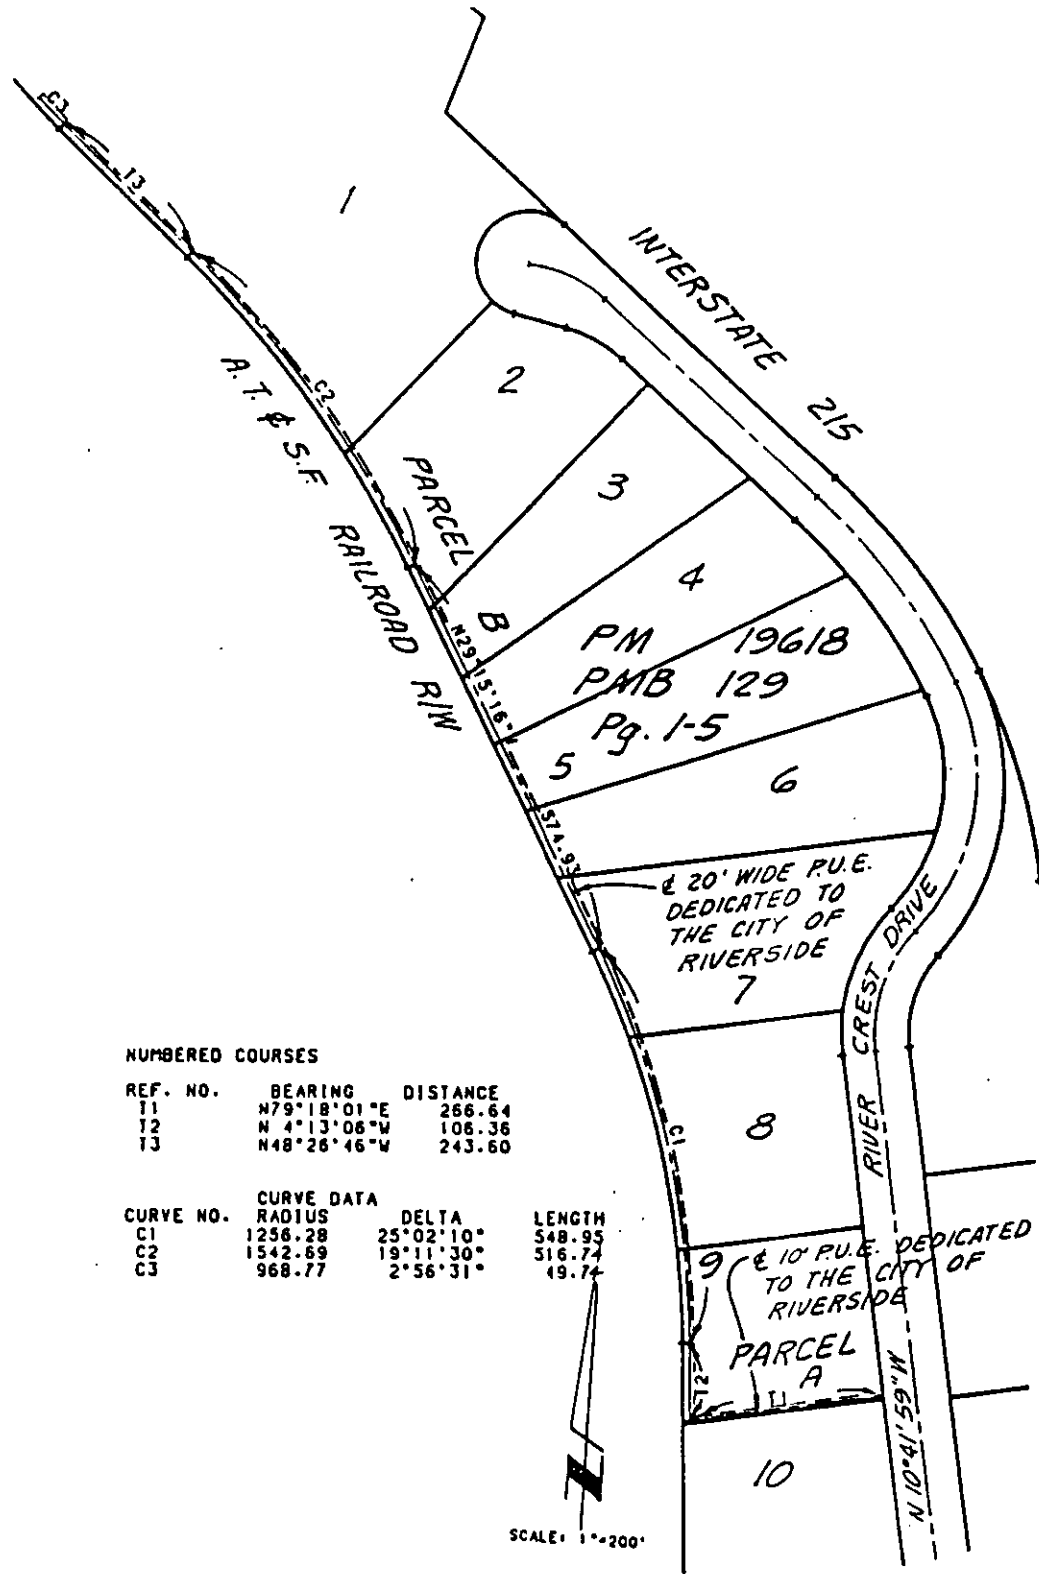 C3
T3
1
INTERSTATE 215
2
C2
A.T. & S.F. RAILROAD R/W
PARCEL B
3
4
N29°15'16"W
574.93
PM 19618
PMB 129
Pg. 1-5
5
6
℄ 20' WIDE P.U.E.
DEDICATED TO
THE CITY OF
RIVERSIDE
7
RIVER CREST DRIVE
8
C1
NUMBERED COURSES
REF. NO. BEARING DISTANCE
T1 N79°18'01"E 266.64
T2 N 4°13'06"W 106.36
T3 N48°26'46"W 243.60
CURVE DATA
CURVE NO. RADIUS DELTA LENGTH
C1 1256.28 25°02'10" 548.95
C2 1542.69 19°11'30" 516.74
C3 968.77 2°56'31" 49.74
9
℄ 10' P.U.E. DEDICATED
TO THE CITY OF
RIVERSIDE
PARCEL
A
T2
T1
N 10°41'59"W
10
SCALE: 1"=200'